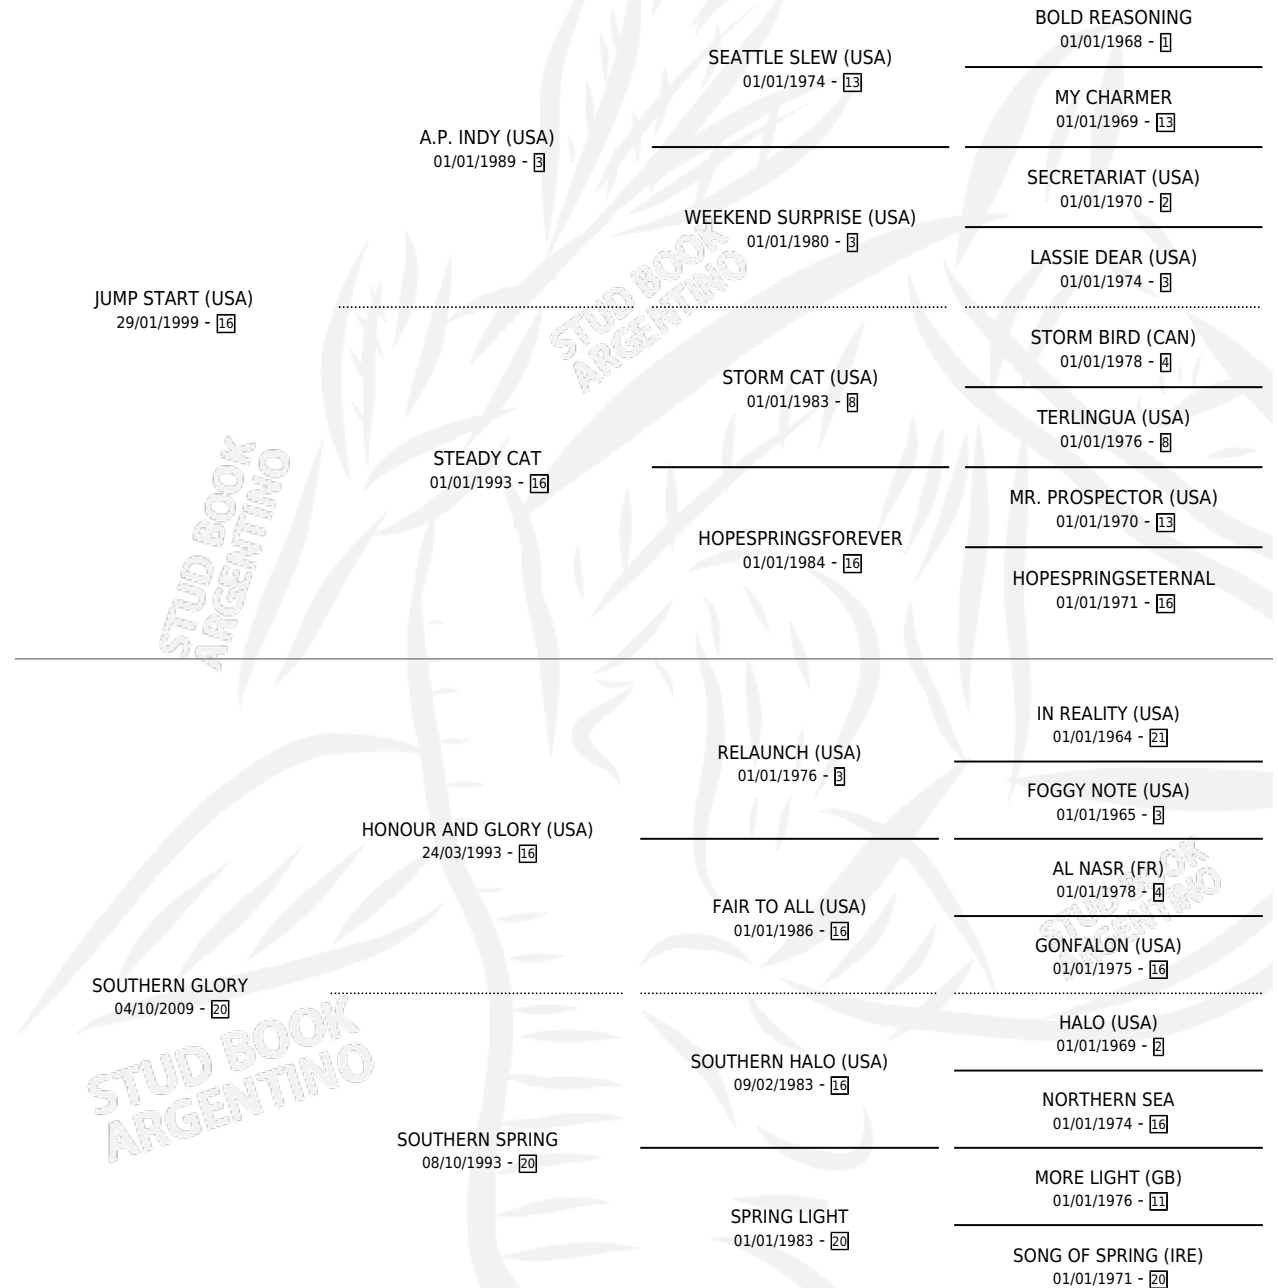 BOLD REASONING
01/01/1968 - 1
SEATTLE SLEW (USA)
01/01/1974 - 13
MY CHARMER
01/01/1969 - 13
A.P. INDY (USA)
01/01/1989 - 3
SECRETARIAT (USA)
01/01/1970 - 2
WEEKEND SURPRISE (USA)
01/01/1980 - 3
LASSIE DEAR (USA)
01/01/1974 - 3
JUMP START (USA)
29/01/1999 - 16
STORM BIRD (CAN)
01/01/1978 - 4
STORM CAT (USA)
01/01/1983 - 8
TERLINGUA (USA)
01/01/1976 - 8
STEADY CAT
01/01/1993 - 16
MR. PROSPECTOR (USA)
01/01/1970 - 13
HOPESPRINGSFOREVER
01/01/1984 - 16
HOPESPRINGSETERNAL
01/01/1971 - 16
IN REALITY (USA)
01/01/1964 - 21
RELAUNCH (USA)
01/01/1976 - 3
FOGGY NOTE (USA)
01/01/1965 - 3
HONOUR AND GLORY (USA)
24/03/1993 - 16
AL NASR (FR)
01/01/1978 - 4
FAIR TO ALL (USA)
01/01/1986 - 16
GONFALON (USA)
01/01/1975 - 16
SOUTHERN GLORY
04/10/2009 - 20
HALO (USA)
01/01/1969 - 2
SOUTHERN HALO (USA)
09/02/1983 - 16
NORTHERN SEA
01/01/1974 - 16
SOUTHERN SPRING
08/10/1993 - 20
MORE LIGHT (GB)
01/01/1976 - 11
SPRING LIGHT
01/01/1983 - 20
SONG OF SPRING (IRE)
01/01/1971 - 20
STUD BOOK
ARGENTINO
STUD BOOK
ARGENTINO
STUD BOOK
ARGENTINO
STUD BOOK
ARGENTINO